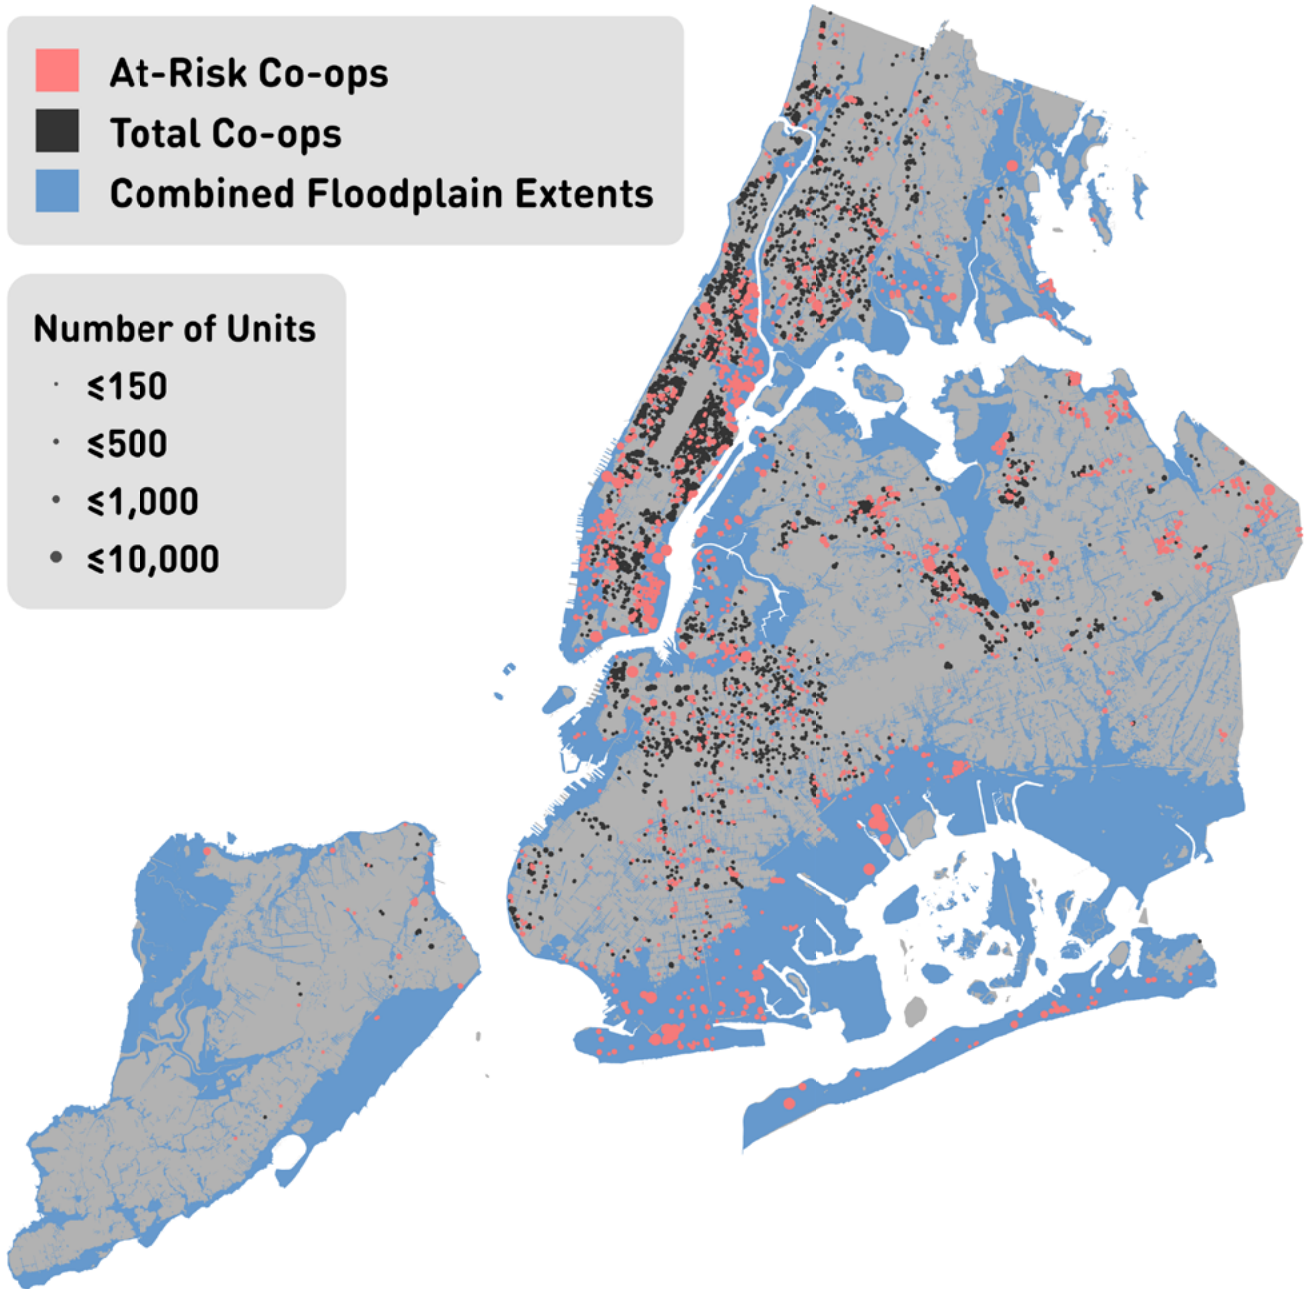 At-Risk Co-ops
Total Co-ops
Combined Floodplain Extents
Number of Units
≤150
≤500
≤1,000
≤10,000